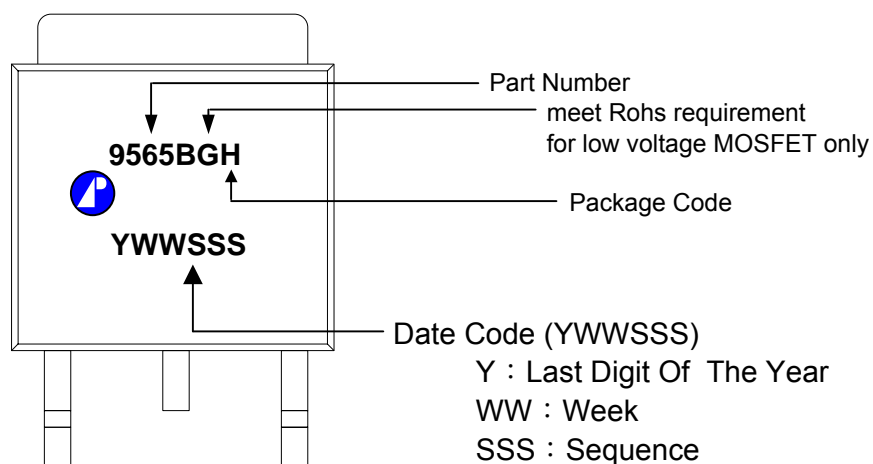 Part Number
meet Rohs requirement
for low voltage MOSFET only
9565BGH
Package Code
YWWSSS
Date Code (YWWSSS)
Y：Last Digit Of The Year
WW：Week
SSS：Sequence